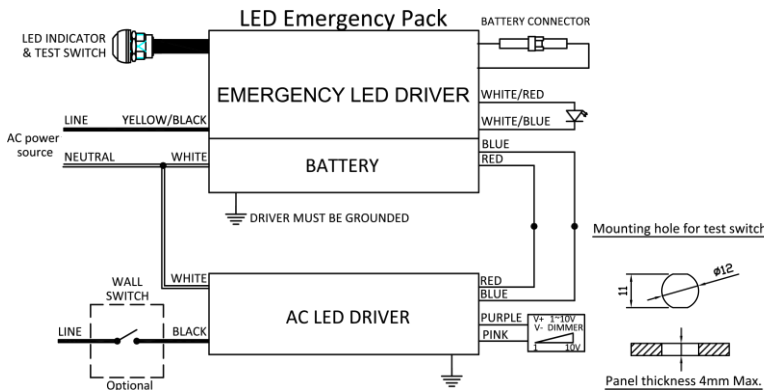 LED Emergency Pack
BATTERY CONNECTOR
LED INDICATOR
& TEST SWITCH
EMERGENCY LED DRIVER
WHITE/RED
WHITE/BLUE
LINE
YELLOW/BLACK
AC power
source
NEUTRAL
WHITE
BATTERY
BLUE
RED
DRIVER MUST BE GROUNDED
Mounting hole for test switch
WHITE
RED
BLUE
WALL
SWITCH
AC LED DRIVER
PURPLE
PINK
V+ 1~10V
V- DIMMER
1 10V
LINE
BLACK
Optional
11
ø12
Panel thickness 4mm Max.